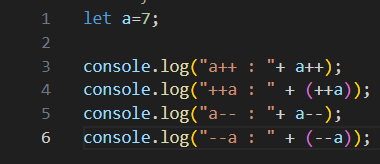 1 let a=7;
2
3 console.log("a++ : "+ a++);
4 console.log("++a : " + (++a));
5 console.log("a-- : "+ a--);
6 console.log("--a : " + (--a));